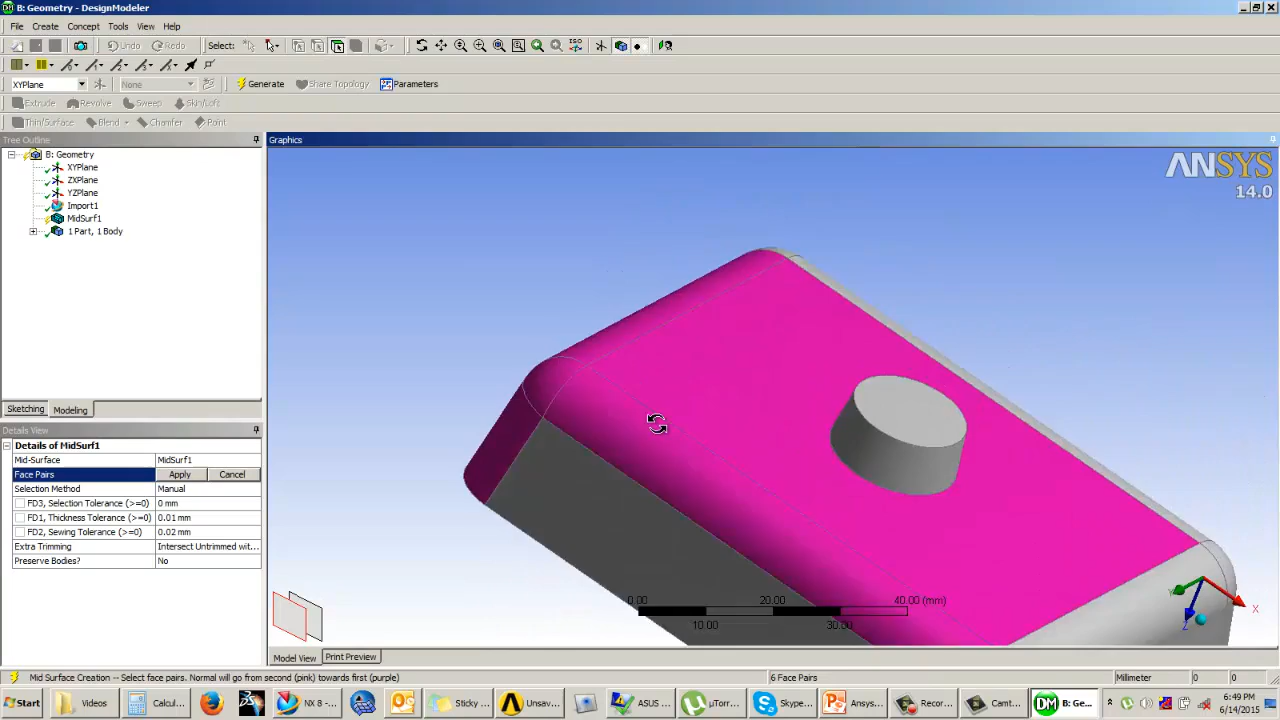 B: Geometry - DesignModeler
File Create Concept Tools View Help
Undo Redo Select:
XYPlane None Generate Share Topology Parameters
Extrude Revolve Sweep Skin/Loft
Thin/Surface Blend Chamfer Point
Tree Outline
Graphics
B: Geometry
XYPlane
ZXPlane
YZPlane
Import1
MidSurf1
1 Part, 1 Body
ANSYS
14.0
Sketching Modeling
Details View
Details of MidSurf1
Mid-Surface MidSurf1
Face Pairs Apply Cancel
Selection Method Manual
FD3, Selection Tolerance (>=0) 0 mm
FD1, Thickness Tolerance (>=0) 0.01 mm
FD2, Sewing Tolerance (>=0) 0.02 mm
Extra Trimming Intersect Untrimmed wit...
Preserve Bodies? No
0.00 20.00 40.00 (mm)
10.00 30.00
Y Z X
Model View Print Preview
Mid Surface Creation -- Select face pairs. Normal will go from second (pink) towards first (purple) 6 Face Pairs Millimeter 0 0
Start Videos Calcul... NX 8 - ... Sticky ... Unsav... ASUS ... µTorr... Skype... Ansys... Recor... Camt... B: Ge... 6:49 PM
6/14/2015